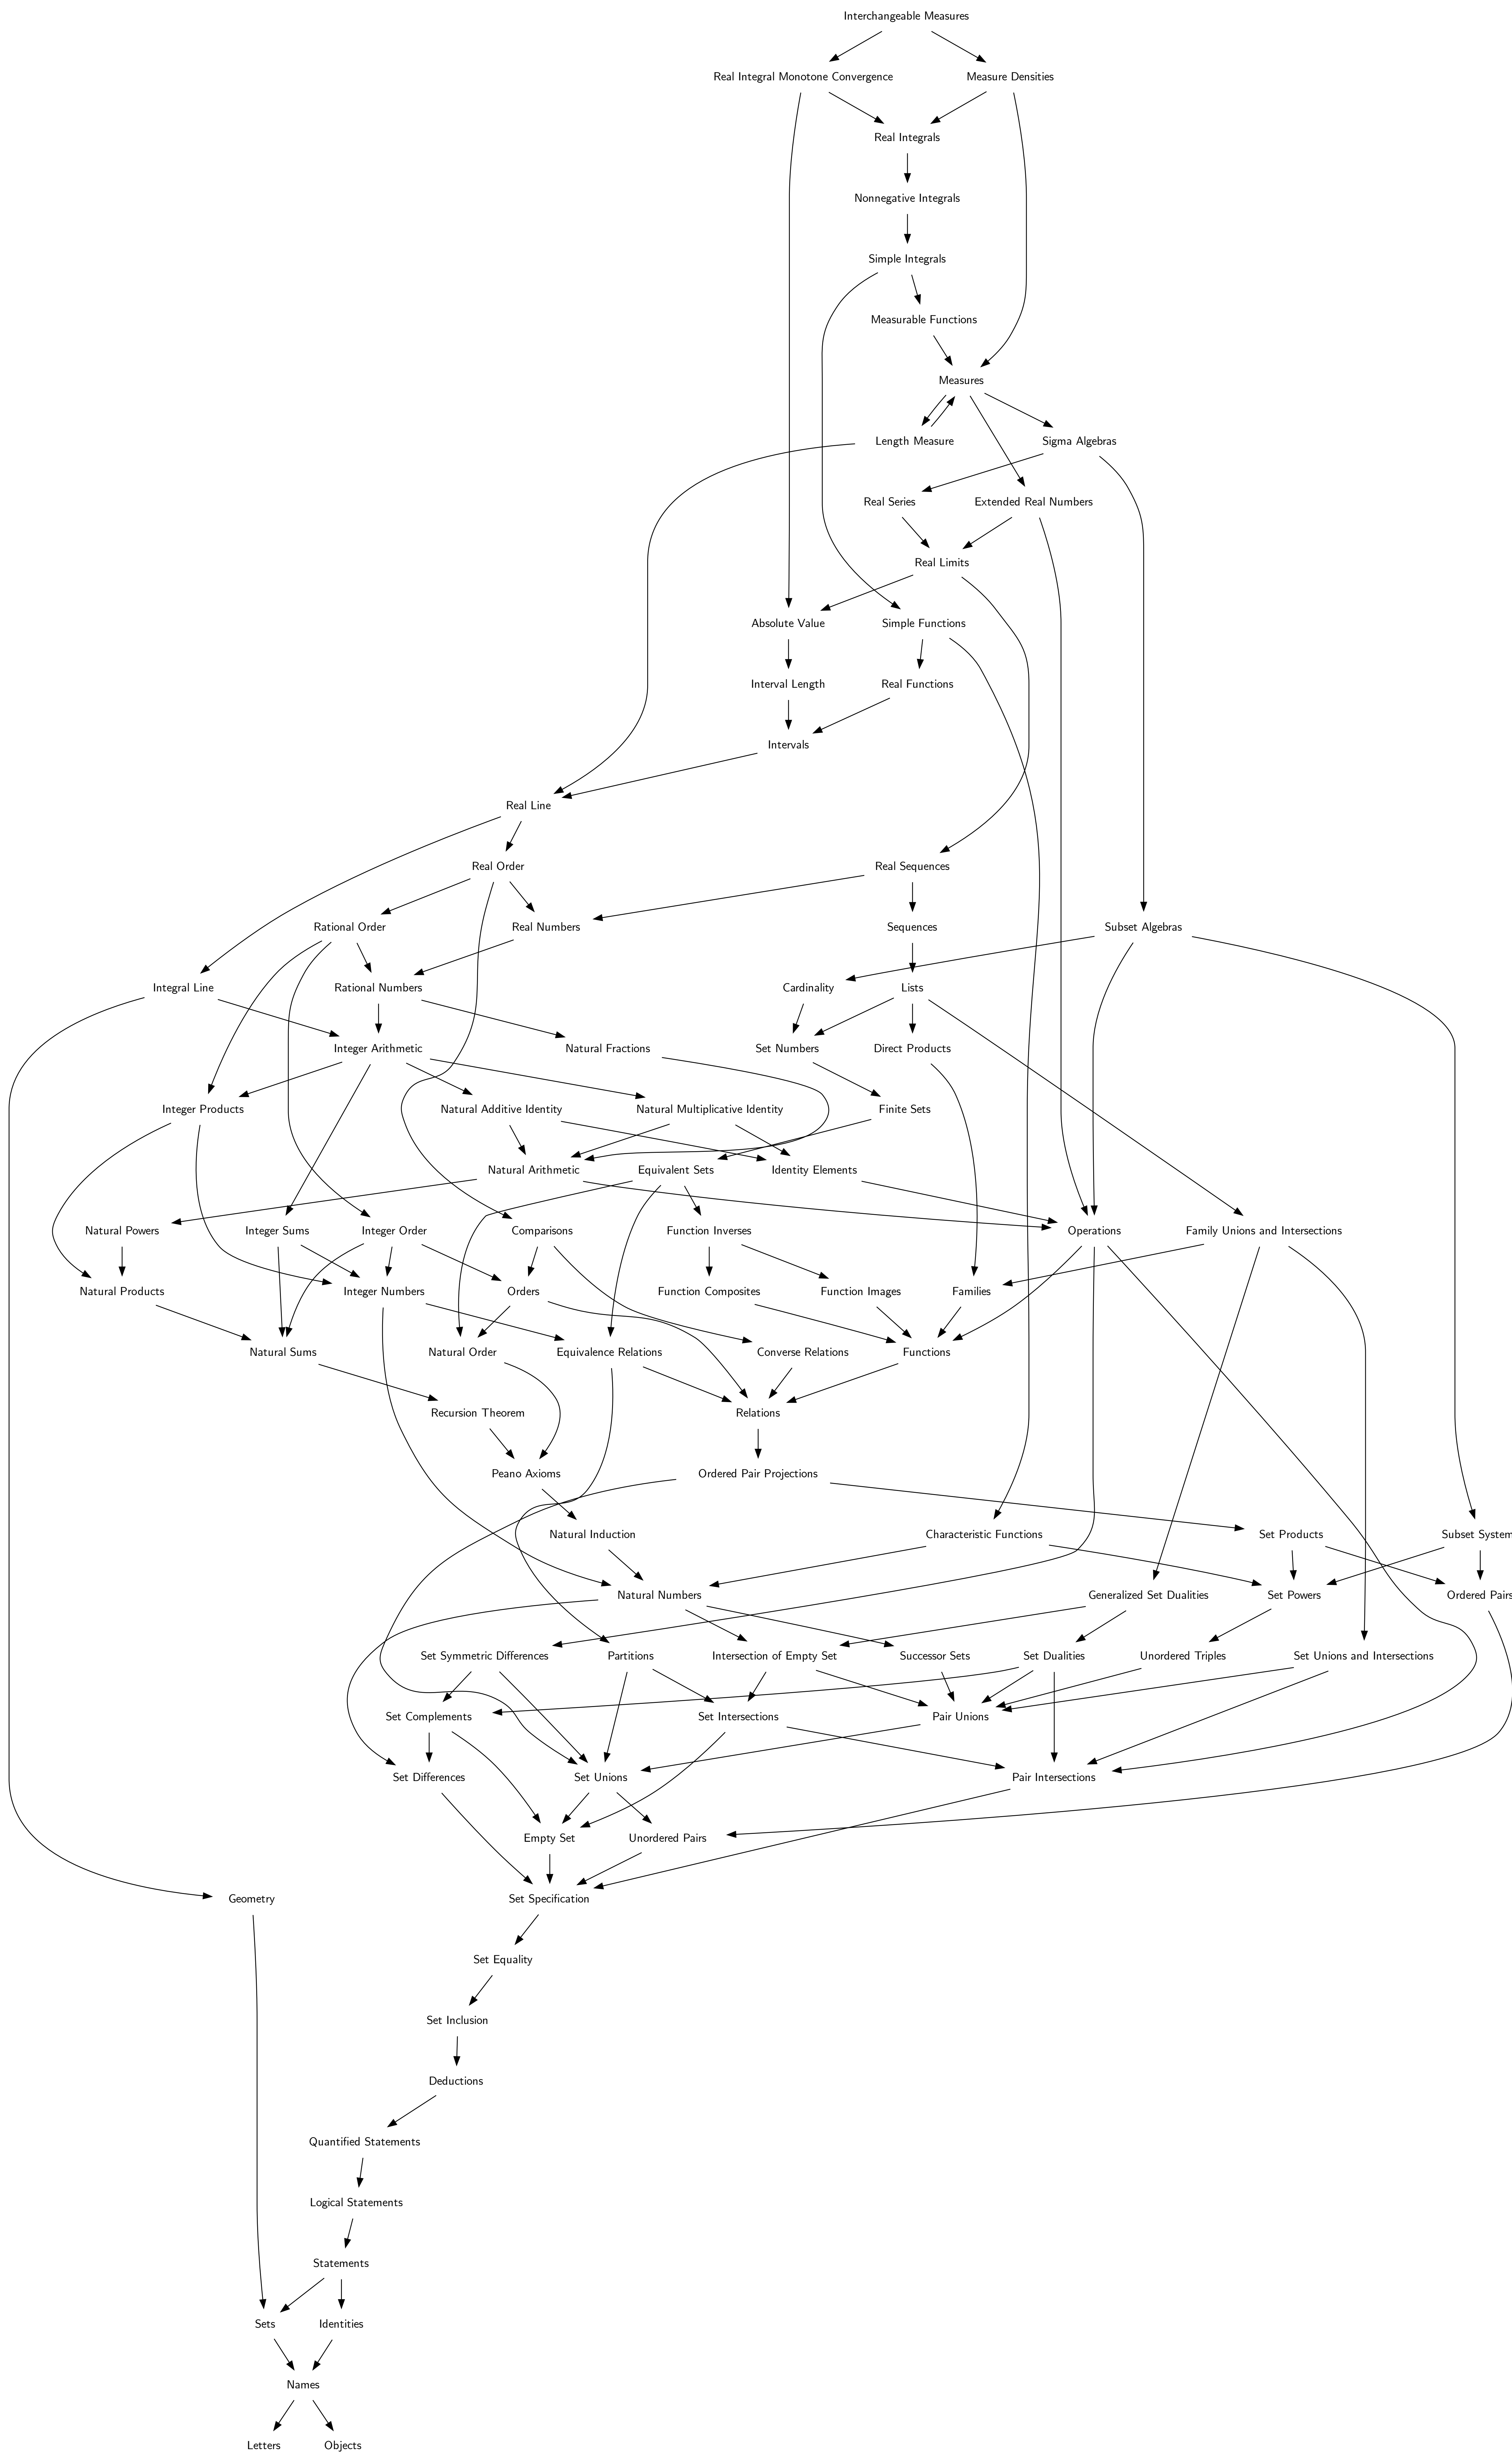 Interchangeable Measures
Real Integral Monotone Convergence
Measure Densities
Real Integrals
Nonnegative Integrals
Simple Integrals
Measurable Functions
Measures
Length Measure
Sigma Algebras
Real Series
Extended Real Numbers
Real Limits
Absolute Value
Simple Functions
Interval Length
Real Functions
Intervals
Real Line
Real Order
Real Sequences
Rational Order
Real Numbers
Sequences
Subset Algebras
Integral Line
Rational Numbers
Cardinality
Lists
Integer Arithmetic
Natural Fractions
Set Numbers
Direct Products
Integer Products
Natural Additive Identity
Natural Multiplicative Identity
Finite Sets
Natural Arithmetic
Equivalent Sets
Identity Elements
Natural Powers
Integer Sums
Integer Order
Comparisons
Function Inverses
Operations
Family Unions and Intersections
Natural Products
Integer Numbers
Orders
Function Composites
Function Images
Families
Natural Sums
Natural Order
Equivalence Relations
Converse Relations
Functions
Recursion Theorem
Relations
Peano Axioms
Ordered Pair Projections
Natural Induction
Characteristic Functions
Set Products
Subset System
Natural Numbers
Generalized Set Dualities
Set Powers
Ordered Pairs
Set Symmetric Differences
Partitions
Intersection of Empty Set
Successor Sets
Set Dualities
Unordered Triples
Set Unions and Intersections
Set Complements
Set Intersections
Pair Unions
Set Differences
Set Unions
Pair Intersections
Empty Set
Unordered Pairs
Geometry
Set Specification
Set Equality
Set Inclusion
Deductions
Quantified Statements
Logical Statements
Statements
Sets
Identities
Names
Letters
Objects